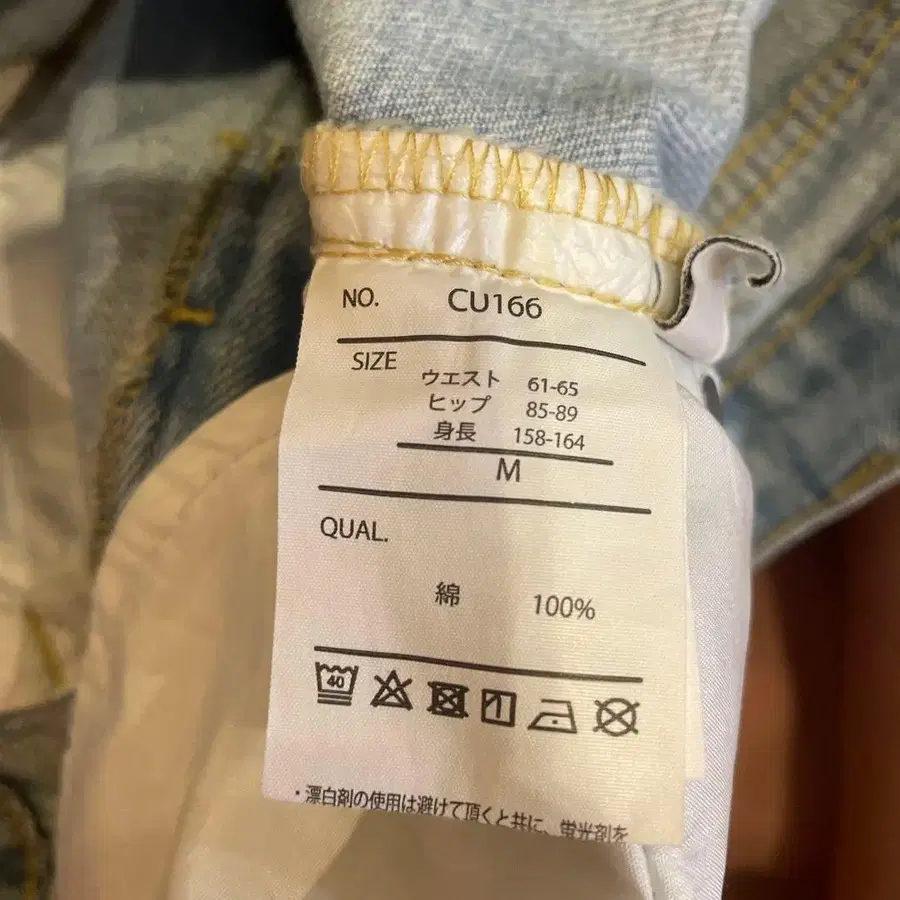 NO. CU166
SIZE
ウエスト 61-65
ヒップ 85-89
身長 158-164
M
QUAL.
綿 100%
40
・漂白剤の使用は避けて頂くと共に、蛍光剤を